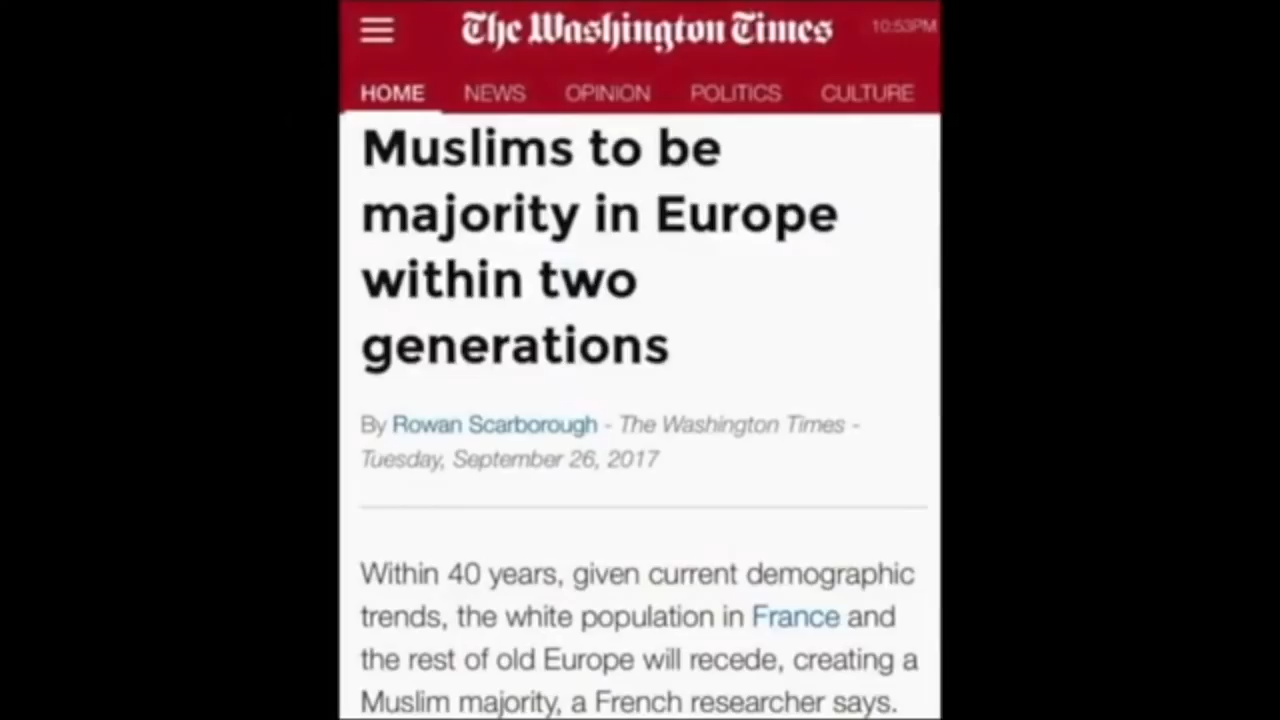 The Washington Times
10:53PM
HOME NEWS OPINION POLITICS CULTURE
Muslims to be
majority in Europe
within two
generations
By Rowan Scarborough - The Washington Times -
Tuesday, September 26, 2017
Within 40 years, given current demographic
trends, the white population in France and
the rest of old Europe will recede, creating a
Muslim majority, a French researcher says.